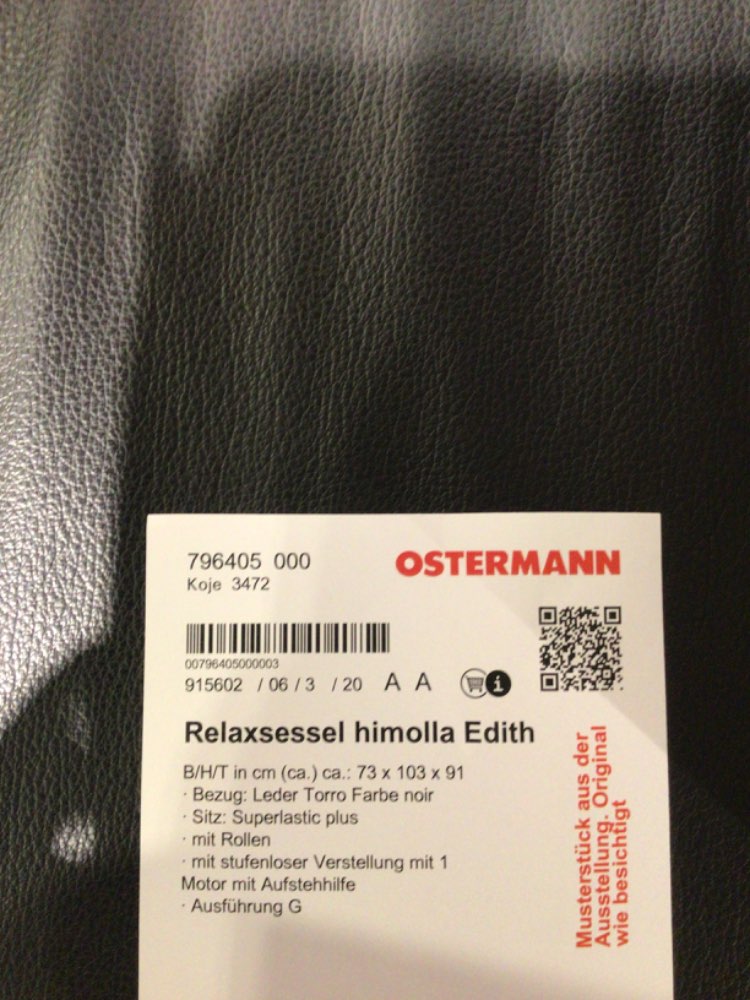 796405 000
OSTERMANN
Koje 3472
00796405000003
915602 / 06 / 3 / 20 A A
i
Relaxsessel himolla Edith
B/H/T in cm (ca.) ca.: 73 x 103 x 91
· Bezug: Leder Torro Farbe noir
· Sitz: Superlastic plus
· mit Rollen
· mit stufenloser Verstellung mit 1
Motor mit Aufstehhilfe
· Ausführung G
Musterstück aus der
Ausstellung. Original
wie besichtigt